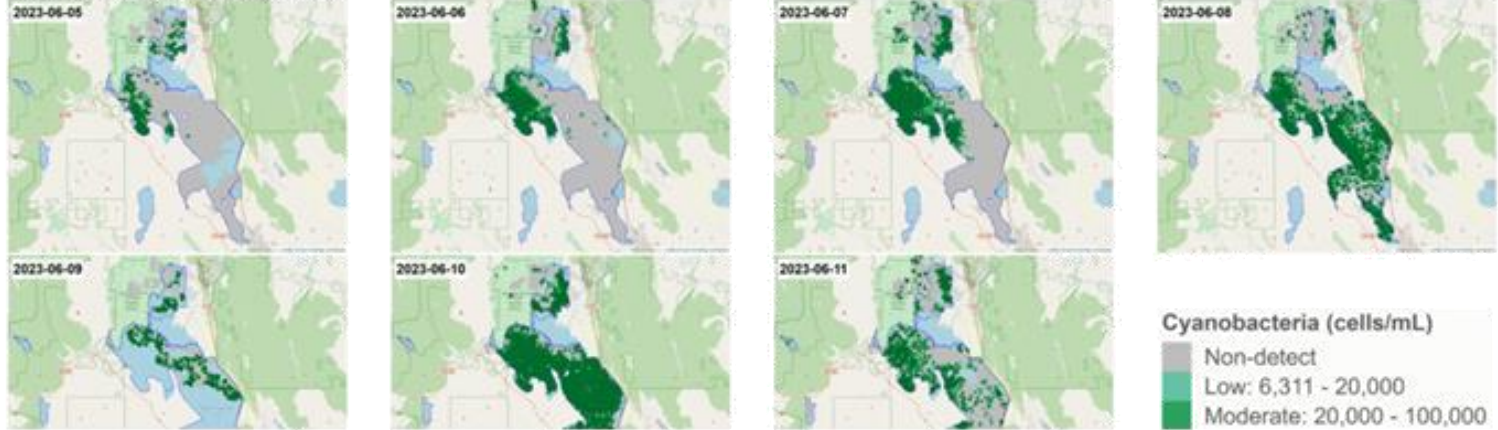 2023-06-05
2023-06-06
2023-06-07
2023-06-08
2023-06-09
2023-06-10
2023-06-11
Cyanobacteria (cells/mL)
Non-detect
Low: 6,311 - 20,000
Moderate: 20,000 - 100,000